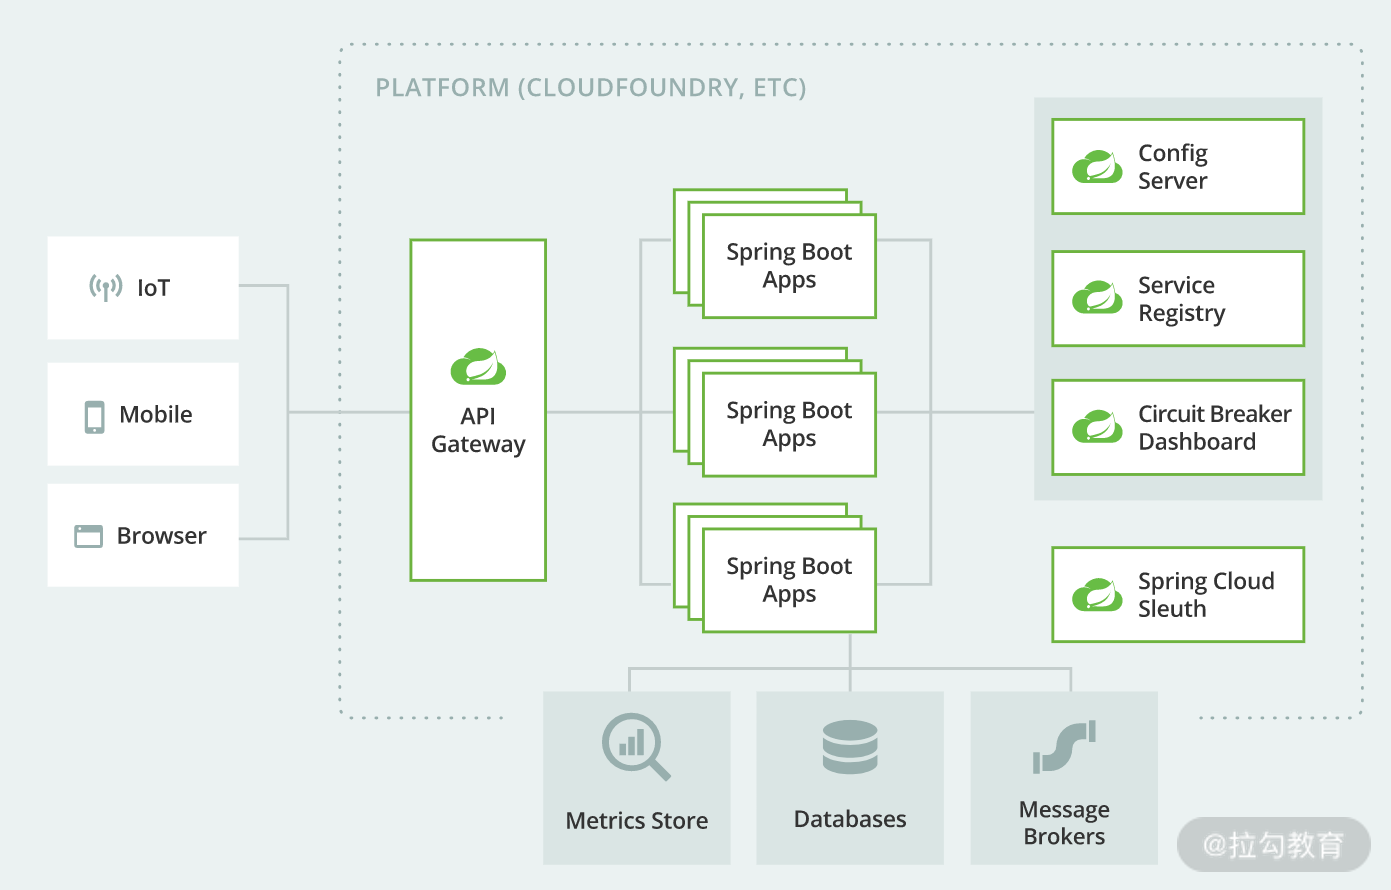 PLATFORM (CLOUDFOUNDRY, ETC)
IoT
Mobile
Browser
API
Gateway
Spring Boot
Apps
Spring Boot
Apps
Spring Boot
Apps
Config
Server
Service
Registry
Circuit Breaker
Dashboard
Spring Cloud
Sleuth
Metrics Store
Databases
Message
Brokers
@拉勾教育